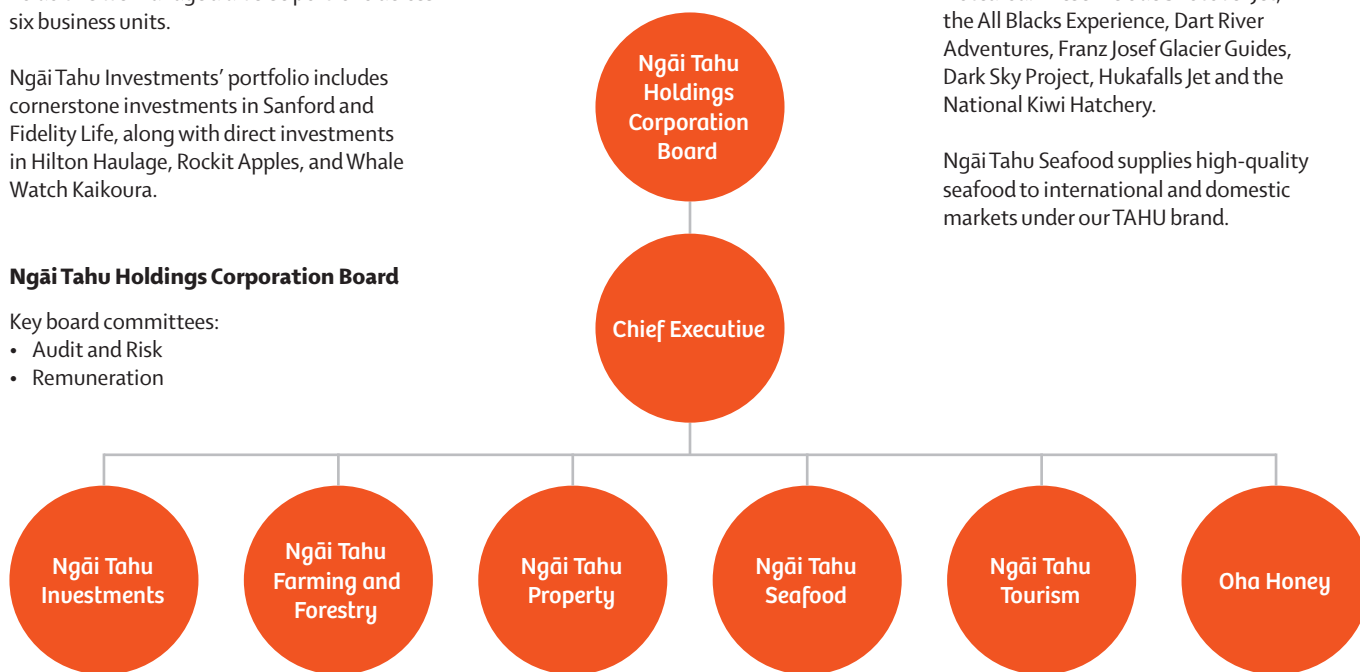 six business units.
Ngāi Tahu Investments’ portfolio includes
cornerstone investments in Sanford and
Fidelity Life, along with direct investments
in Hilton Haulage, Rockit Apples, and Whale
Watch Kaikoura.
Ngāi Tahu Holdings Corporation Board
Key board committees:
• Audit and Risk
• Remuneration
the All Blacks Experience, Dart River
Adventures, Franz Josef Glacier Guides,
Dark Sky Project, Hukafalls Jet and the
National Kiwi Hatchery.
Ngāi Tahu Seafood supplies high-quality
seafood to international and domestic
markets under our TAHU brand.
Ngāi Tahu
Holdings
Corporation
Board
Chief Executive
Ngāi Tahu
Investments
Ngāi Tahu
Farming and
Forestry
Ngāi Tahu
Property
Ngāi Tahu
Seafood
Ngāi Tahu
Tourism
Oha Honey